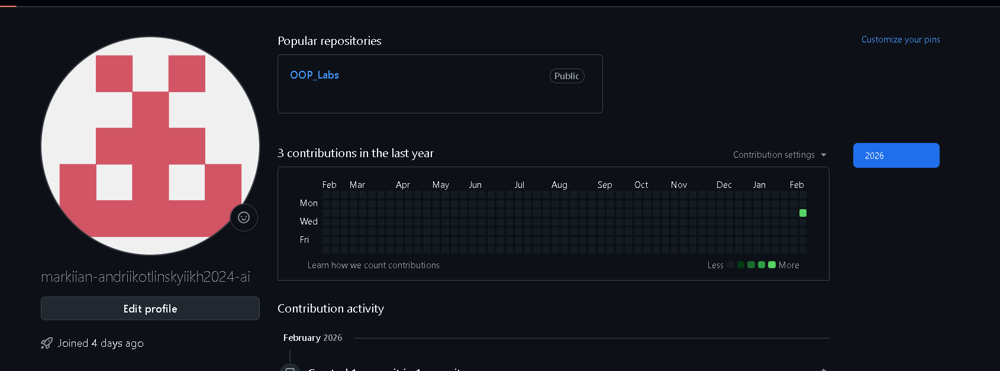 Popular repositories
Customize your pins
OOP_Labs
Public
3 contributions in the last year
Contribution settings
2026
Feb Mar Apr May Jun Jul Aug Sep Oct Nov Dec Jan Feb
Mon
Wed
Fri
Learn how we count contributions
Less More
markiian-andriikotlinskyiikh2024-ai
Edit profile
Joined 4 days ago
Contribution activity
February 2026